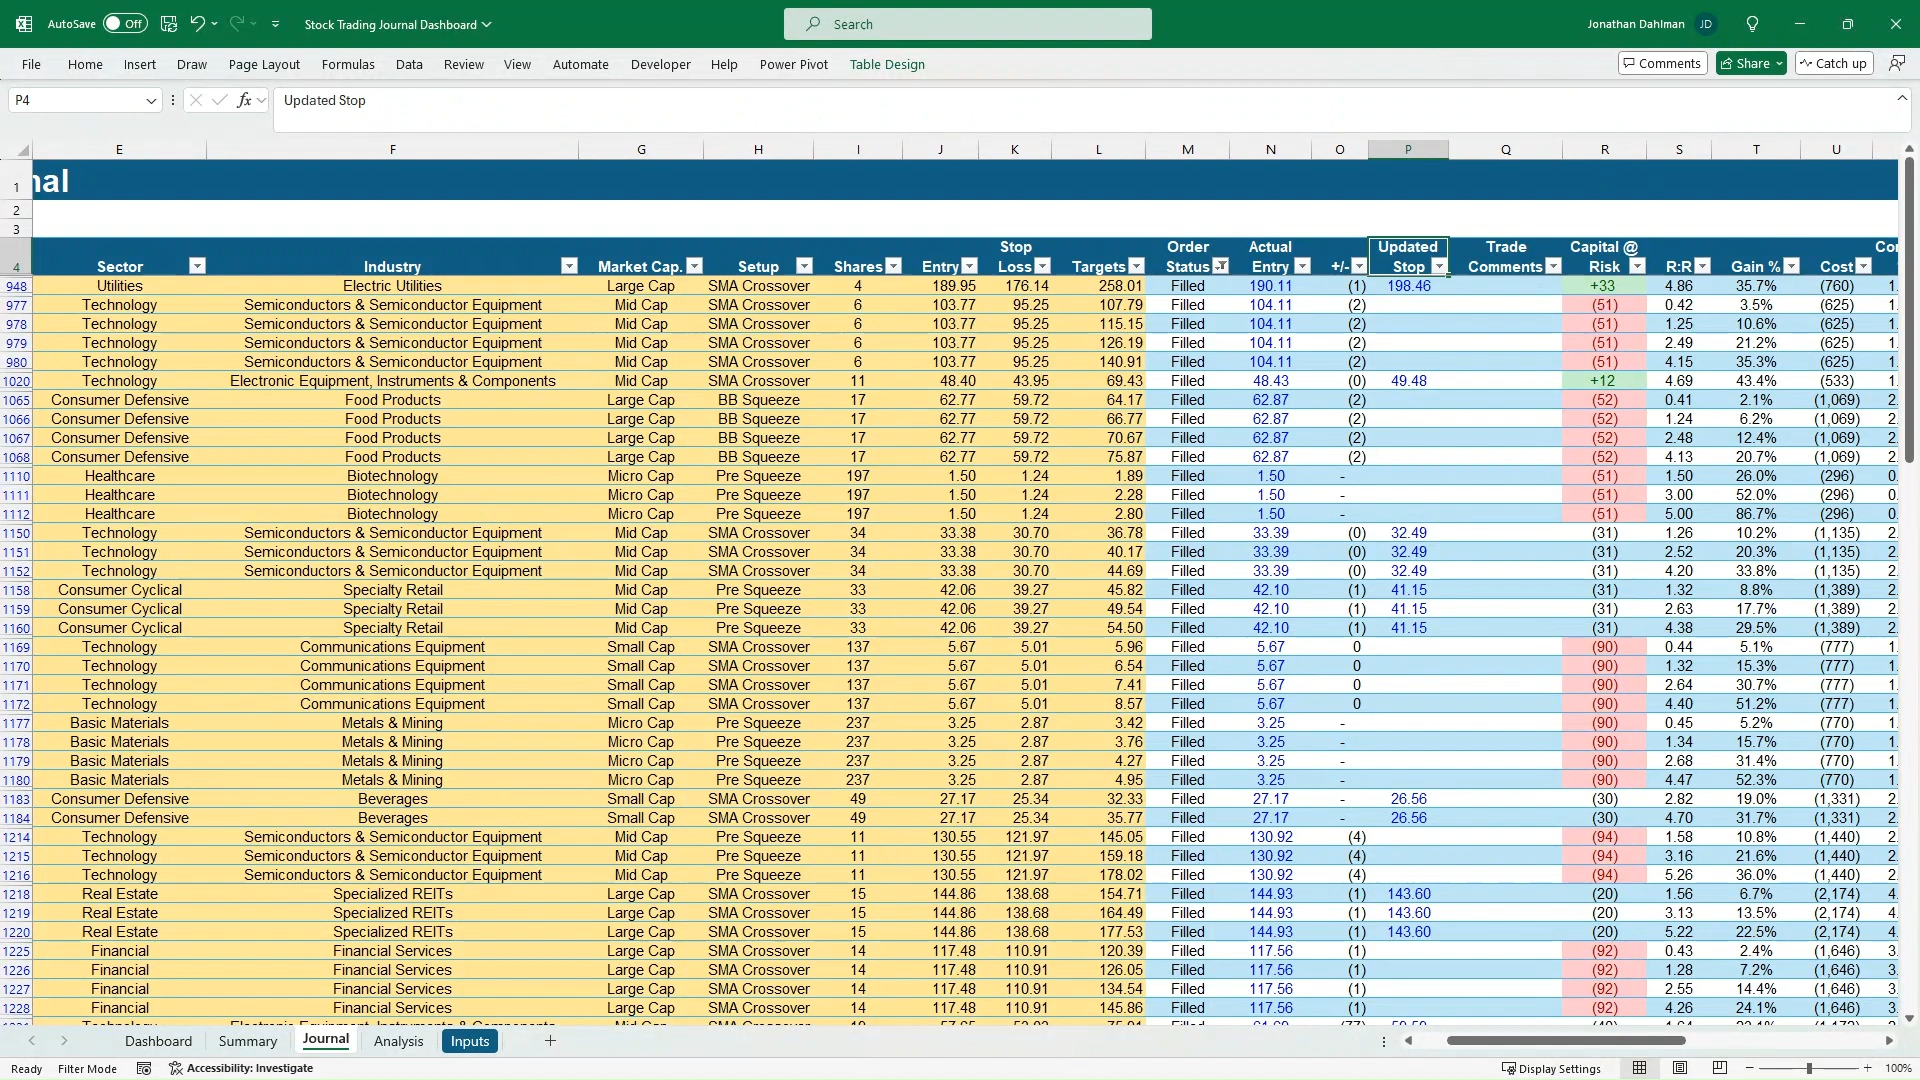 AutoSave Off Stock Trading Journal Dashboard Search Jonathan Dahlman JD
File Home Insert Draw Page Layout Formulas Data Review View Automate Developer Help Power Pivot Table Design Comments Share Catch up
P4 fx Updated Stop
E F G H I J K L M N O P Q R S T U
1 nal
2
3
Stop Order Actual Updated Trade Capital @
4 Sector Industry Market Cap. Setup Shares Entry Loss Targets Status Entry +/- Stop Comments Risk R:R Gain % Cost
948 Utilities Electric Utilities Large Cap SMA Crossover 4 189.95 176.14 258.01 Filled 190.11 (1) 198.46 +33 4.86 35.7% (760) 1.
977 Technology Semiconductors & Semiconductor Equipment Mid Cap SMA Crossover 6 103.77 95.25 107.79 Filled 104.11 (2) (51) 0.42 3.5% (625) 1.
978 Technology Semiconductors & Semiconductor Equipment Mid Cap SMA Crossover 6 103.77 95.25 115.15 Filled 104.11 (2) (51) 1.25 10.6% (625) 1.
979 Technology Semiconductors & Semiconductor Equipment Mid Cap SMA Crossover 6 103.77 95.25 126.19 Filled 104.11 (2) (51) 2.49 21.2% (625) 1.
980 Technology Semiconductors & Semiconductor Equipment Mid Cap SMA Crossover 6 103.77 95.25 140.91 Filled 104.11 (2) (51) 4.15 35.3% (625) 1.
1020 Technology Electronic Equipment, Instruments & Components Mid Cap SMA Crossover 11 48.40 43.95 69.43 Filled 48.43 (0) 49.48 +12 4.69 43.4% (533) 1.
1065 Consumer Defensive Food Products Large Cap BB Squeeze 17 62.77 59.72 64.17 Filled 62.87 (2) (52) 0.41 2.1% (1,069) 2.
1066 Consumer Defensive Food Products Large Cap BB Squeeze 17 62.77 59.72 66.77 Filled 62.87 (2) (52) 1.24 6.2% (1,069) 2.
1067 Consumer Defensive Food Products Large Cap BB Squeeze 17 62.77 59.72 70.67 Filled 62.87 (2) (52) 2.48 12.4% (1,069) 2.
1068 Consumer Defensive Food Products Large Cap BB Squeeze 17 62.77 59.72 75.87 Filled 62.87 (2) (52) 4.13 20.7% (1,069) 2.
1110 Healthcare Biotechnology Micro Cap Pre Squeeze 197 1.50 1.24 1.89 Filled 1.50 - (51) 1.50 26.0% (296) 0.
1111 Healthcare Biotechnology Micro Cap Pre Squeeze 197 1.50 1.24 2.28 Filled 1.50 - (51) 3.00 52.0% (296) 0.
1112 Healthcare Biotechnology Micro Cap Pre Squeeze 197 1.50 1.24 2.80 Filled 1.50 - (51) 5.00 86.7% (296) 0.
1150 Technology Semiconductors & Semiconductor Equipment Mid Cap SMA Crossover 34 33.38 30.70 36.78 Filled 33.39 (0) 32.49 (31) 1.26 10.2% (1,135) 2.
1151 Technology Semiconductors & Semiconductor Equipment Mid Cap SMA Crossover 34 33.38 30.70 40.17 Filled 33.39 (0) 32.49 (31) 2.52 20.3% (1,135) 2.
1152 Technology Semiconductors & Semiconductor Equipment Mid Cap SMA Crossover 34 33.38 30.70 44.69 Filled 33.39 (0) 32.49 (31) 4.20 33.8% (1,135) 2.
1158 Consumer Cyclical Specialty Retail Mid Cap Pre Squeeze 33 42.06 39.27 45.82 Filled 42.10 (1) 41.15 (31) 1.32 8.8% (1,389) 2.
1159 Consumer Cyclical Specialty Retail Mid Cap Pre Squeeze 33 42.06 39.27 49.54 Filled 42.10 (1) 41.15 (31) 2.63 17.7% (1,389) 2.
1160 Consumer Cyclical Specialty Retail Mid Cap Pre Squeeze 33 42.06 39.27 54.50 Filled 42.10 (1) 41.15 (31) 4.38 29.5% (1,389) 2.
1169 Technology Communications Equipment Small Cap SMA Crossover 137 5.67 5.01 5.96 Filled 5.67 0 (90) 0.44 5.1% (777) 1.
1170 Technology Communications Equipment Small Cap SMA Crossover 137 5.67 5.01 6.54 Filled 5.67 0 (90) 1.32 15.3% (777) 1.
1171 Technology Communications Equipment Small Cap SMA Crossover 137 5.67 5.01 7.41 Filled 5.67 0 (90) 2.64 30.7% (777) 1.
1172 Technology Communications Equipment Small Cap SMA Crossover 137 5.67 5.01 8.57 Filled 5.67 0 (90) 4.40 51.2% (777) 1.
1177 Basic Materials Metals & Mining Micro Cap Pre Squeeze 237 3.25 2.87 3.42 Filled 3.25 - (90) 0.45 5.2% (770) 1.
1178 Basic Materials Metals & Mining Micro Cap Pre Squeeze 237 3.25 2.87 3.76 Filled 3.25 - (90) 1.34 15.7% (770) 1.
1179 Basic Materials Metals & Mining Micro Cap Pre Squeeze 237 3.25 2.87 4.27 Filled 3.25 - (90) 2.68 31.4% (770) 1.
1180 Basic Materials Metals & Mining Micro Cap Pre Squeeze 237 3.25 2.87 4.95 Filled 3.25 - (90) 4.47 52.3% (770) 1.
1183 Consumer Defensive Beverages Small Cap SMA Crossover 49 27.17 25.34 32.33 Filled 27.17 - 26.56 (30) 2.82 19.0% (1,331) 2.
1184 Consumer Defensive Beverages Small Cap SMA Crossover 49 27.17 25.34 35.77 Filled 27.17 - 26.56 (30) 4.70 31.7% (1,331) 2.
1214 Technology Semiconductors & Semiconductor Equipment Mid Cap Pre Squeeze 11 130.55 121.97 145.05 Filled 130.92 (4) (94) 1.58 10.8% (1,440) 2.
1215 Technology Semiconductors & Semiconductor Equipment Mid Cap Pre Squeeze 11 130.55 121.97 159.18 Filled 130.92 (4) (94) 3.16 21.6% (1,440) 2.
1216 Technology Semiconductors & Semiconductor Equipment Mid Cap Pre Squeeze 11 130.55 121.97 178.02 Filled 130.92 (4) (94) 5.26 36.0% (1,440) 2.
1218 Real Estate Specialized REITs Large Cap SMA Crossover 15 144.86 138.68 154.71 Filled 144.93 (1) 143.60 (20) 1.56 6.7% (2,174) 4.
1219 Real Estate Specialized REITs Large Cap SMA Crossover 15 144.86 138.68 164.49 Filled 144.93 (1) 143.60 (20) 3.13 13.5% (2,174) 4.
1220 Real Estate Specialized REITs Large Cap SMA Crossover 15 144.86 138.68 177.53 Filled 144.93 (1) 143.60 (20) 5.22 22.5% (2,174) 4.
1225 Financial Financial Services Large Cap SMA Crossover 14 117.48 110.91 120.39 Filled 117.56 (1) (92) 0.43 2.4% (1,646) 3.
1226 Financial Financial Services Large Cap SMA Crossover 14 117.48 110.91 126.05 Filled 117.56 (1) (92) 1.28 7.2% (1,646) 3.
1227 Financial Financial Services Large Cap SMA Crossover 14 117.48 110.91 134.54 Filled 117.56 (1) (92) 2.55 14.4% (1,646) 3.
1228 Financial Financial Services Large Cap SMA Crossover 14 117.48 110.91 145.86 Filled 117.56 (1) (92) 4.26 24.1% (1,646) 3.
Dashboard Summary Journal Analysis Inputs
Ready Filter Mode Accessibility: Investigate Display Settings 100%